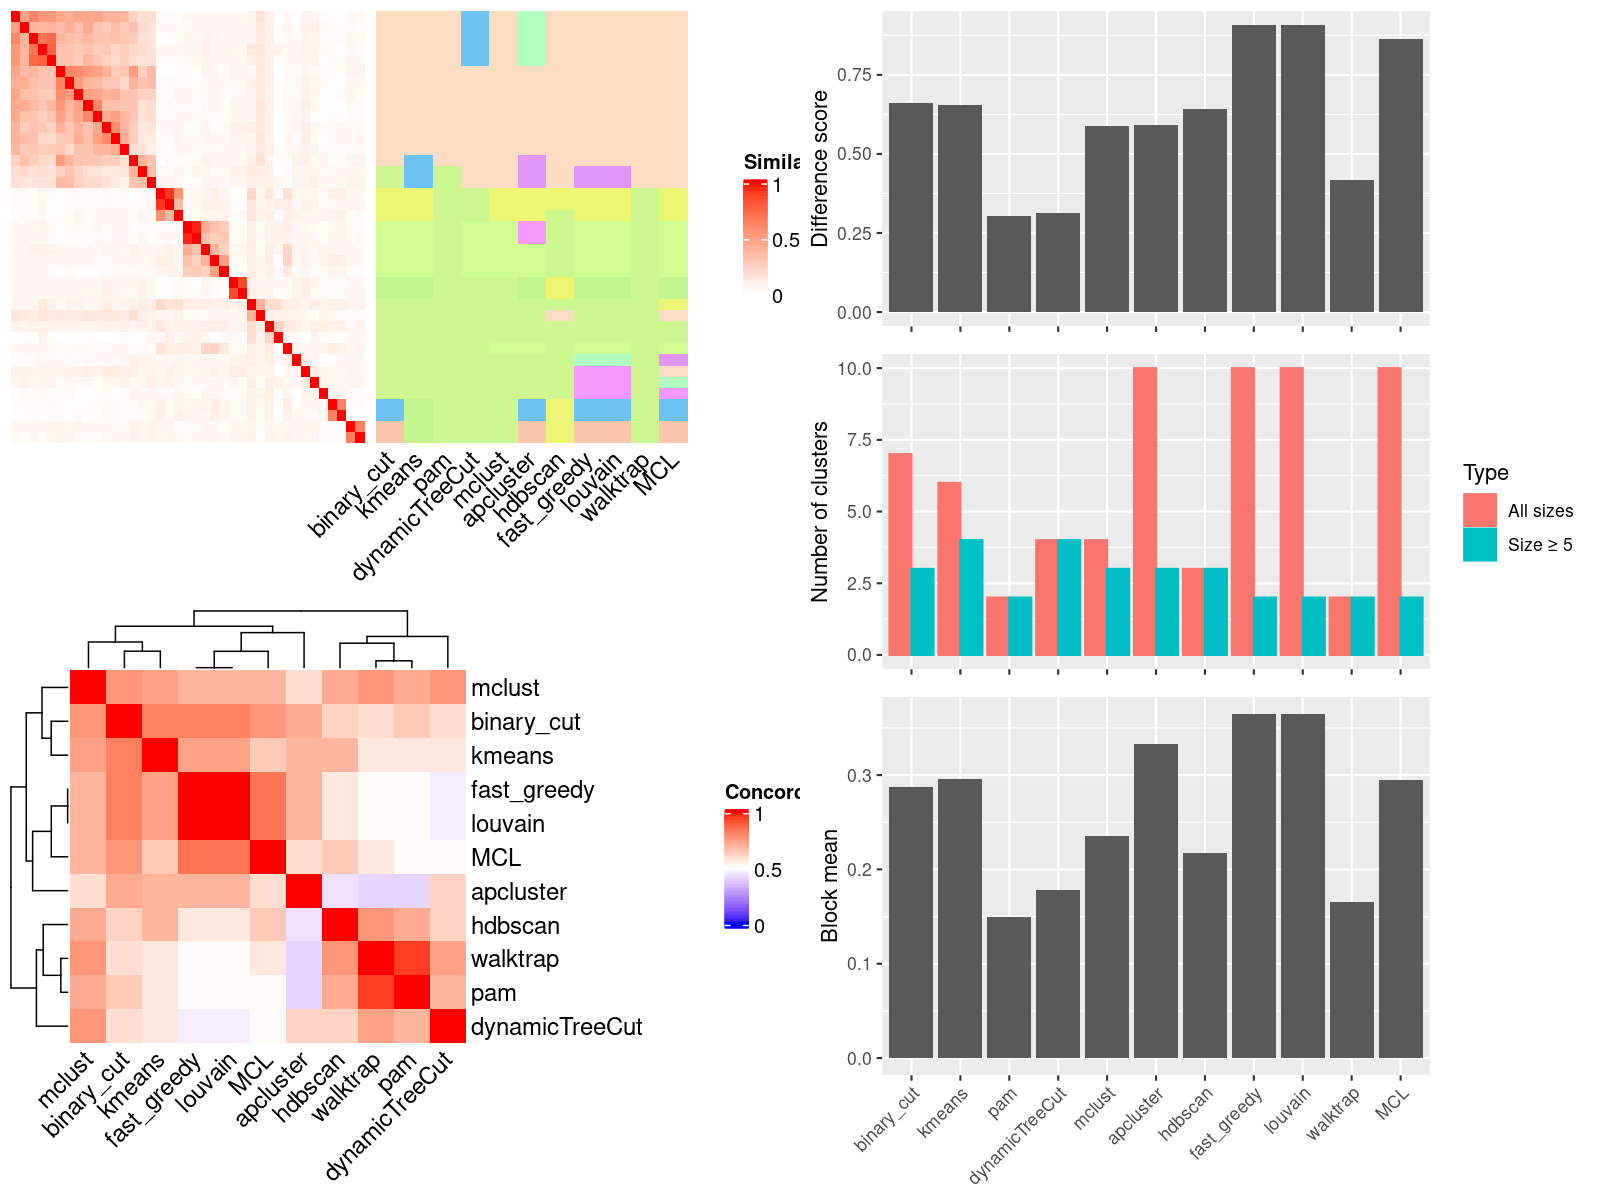 Simila
1
0.5
0
binary_cut
kmeans
pam
dynamicTreeCut
mclust
apcluster
hdbscan
fast_greedy
louvain
walktrap
MCL
Difference score
0.75
0.50
0.25
0.00
Number of clusters
10.0
7.5
5.0
2.5
0.0
Type
All sizes
Size ≥ 5
mclust
binary_cut
kmeans
fast_greedy
louvain
MCL
apcluster
hdbscan
walktrap
pam
dynamicTreeCut
mclust
binary_cut
kmeans
fast_greedy
louvain
MCL
apcluster
hdbscan
walktrap
pam
dynamicTreeCut
Concord
1
0.5
0
Block mean
0.3
0.2
0.1
0.0
binary_cut
kmeans
pam
dynamicTreeCut
mclust
apcluster
hdbscan
fast_greedy
louvain
walktrap
MCL